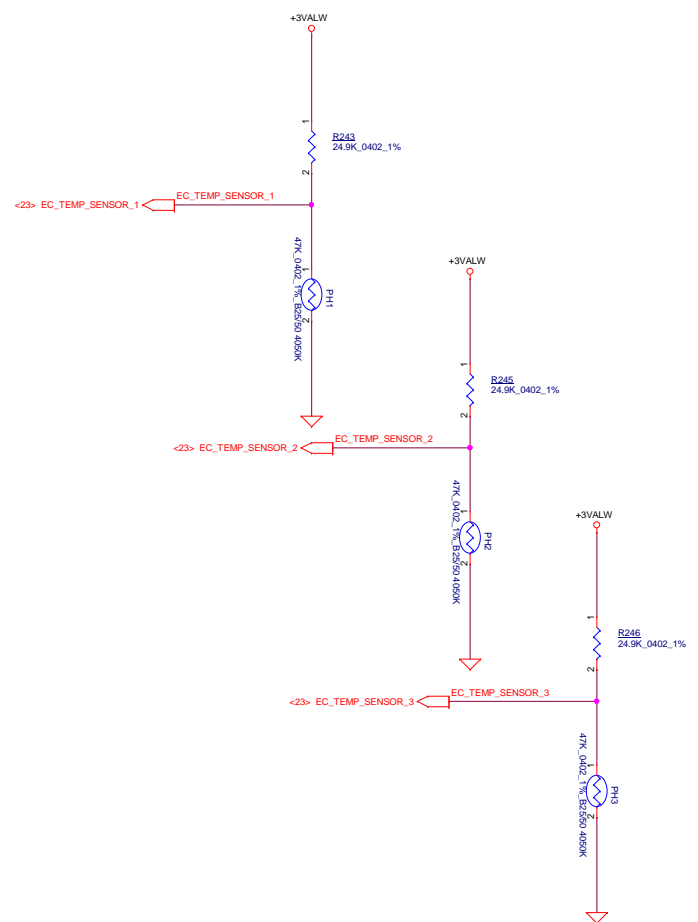 +3VALW
1
R243
24.9K_0402_1%
2
<23> EC_TEMP_SENSOR_1
EC_TEMP_SENSOR_1
1
PH1
47K_0402_1%_B25/50 4050K
2
+3VALW
1
R245
24.9K_0402_1%
2
<23> EC_TEMP_SENSOR_2
EC_TEMP_SENSOR_2
1
PH2
47K_0402_1%_B25/50 4050K
2
+3VALW
1
R246
24.9K_0402_1%
2
<23> EC_TEMP_SENSOR_3
EC_TEMP_SENSOR_3
1
PH3
47K_0402_1%_B25/50 4050K
2